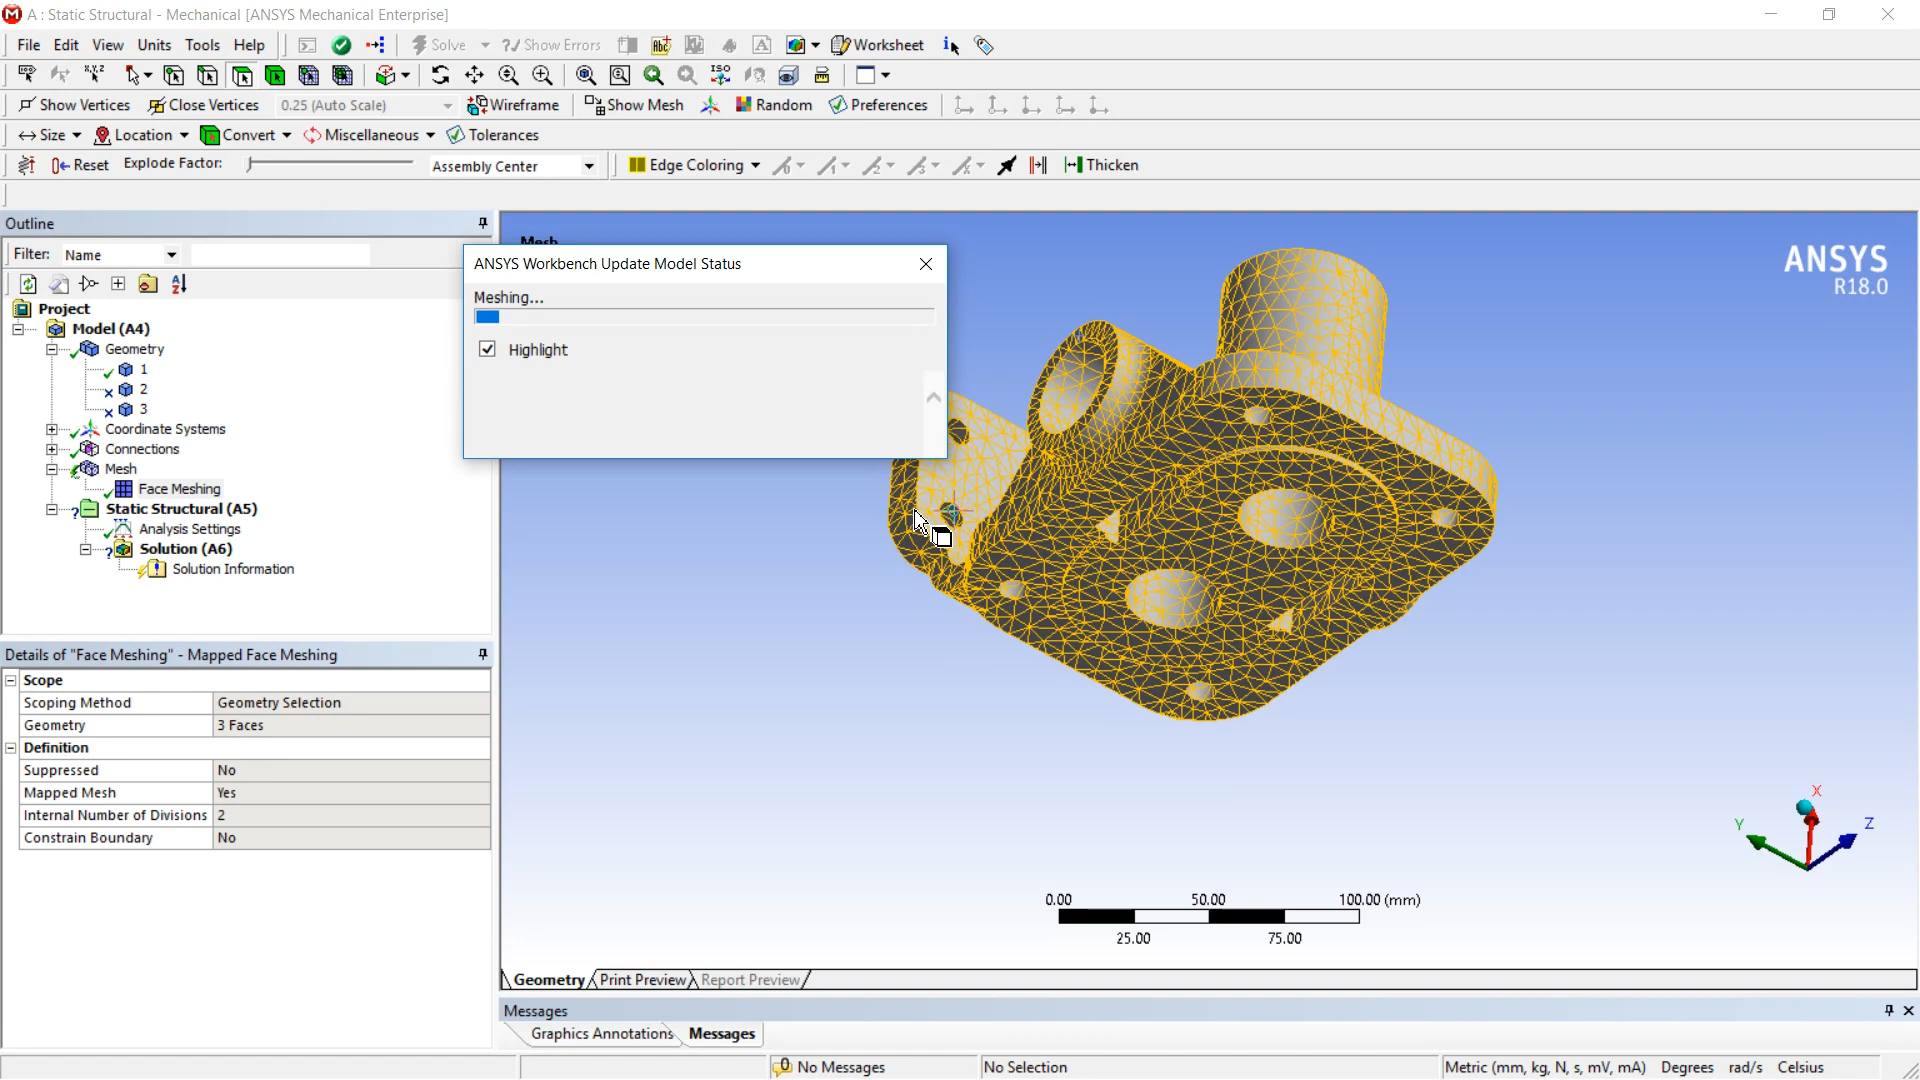 A : Static Structural - Mechanical [ANSYS Mechanical Enterprise]
File Edit View Units Tools Help Solve ?/ Show Errors Worksheet
Show Vertices Close Vertices 0.25 (Auto Scale) Wireframe Show Mesh Random Preferences
Size Location Convert Miscellaneous Tolerances
Reset Explode Factor: Assembly Center Edge Coloring Thicken
Outline
Filter: Name
Project
Model (A4)
Geometry
1
2
3
Coordinate Systems
Connections
Mesh
Face Meshing
Static Structural (A5)
Analysis Settings
Solution (A6)
Solution Information
Details of "Face Meshing" - Mapped Face Meshing
Scope
Scoping Method Geometry Selection
Geometry 3 Faces
Definition
Suppressed No
Mapped Mesh Yes
Internal Number of Divisions 2
Constrain Boundary No
Mesh
ANSYS Workbench Update Model Status
Meshing...
Highlight
ANSYS
R18.0
X
Y
Z
0.00 50.00 100.00 (mm)
25.00 75.00
Geometry Print Preview Report Preview
Messages
Graphics Annotations Messages
No Messages No Selection Metric (mm, kg, N, s, mV, mA) Degrees rad/s Celsius